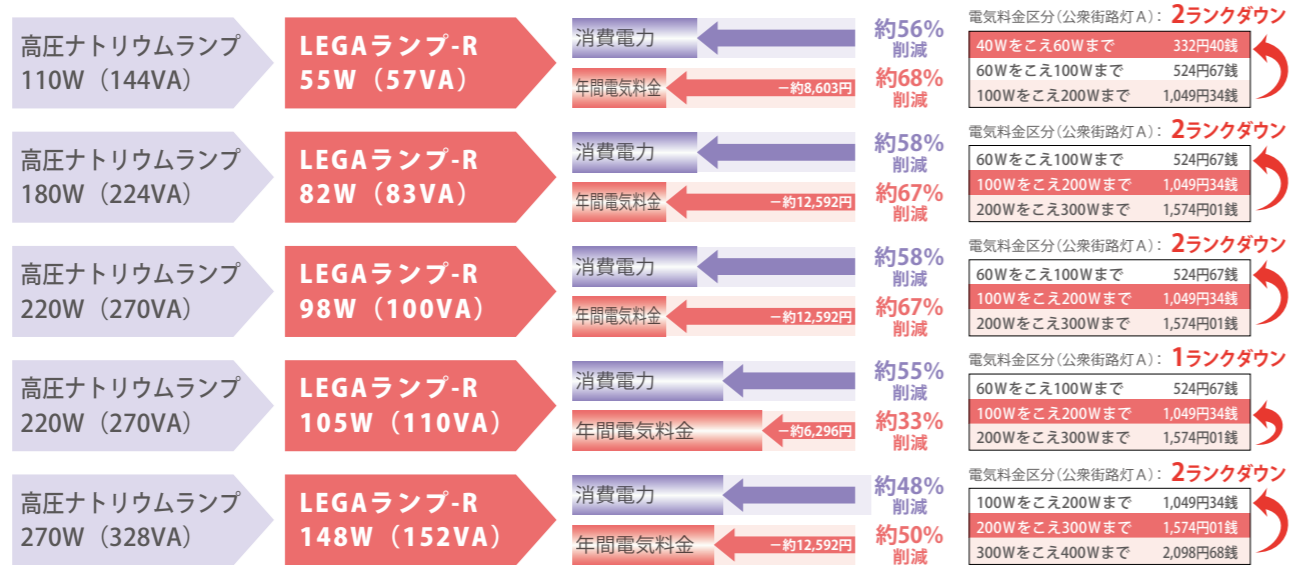 高圧ナトリウムランプ
110W（144VA）
LEGAランプ-R
55W（57VA）
消費電力
約56%
削減
年間電気料金
－約8,603円
約68%
削減
電気料金区分(公衆街路灯A)： 2ランクダウン
40Wをこえ60Wまで 332円40銭
60Wをこえ100Wまで 524円67銭
100Wをこえ200Wまで 1,049円34銭
高圧ナトリウムランプ
180W（224VA）
LEGAランプ-R
82W（83VA）
消費電力
約58%
削減
年間電気料金
－約12,592円
約67%
削減
電気料金区分(公衆街路灯A)： 2ランクダウン
60Wをこえ100Wまで 524円67銭
100Wをこえ200Wまで 1,049円34銭
200Wをこえ300Wまで 1,574円01銭
高圧ナトリウムランプ
220W（270VA）
LEGAランプ-R
98W（100VA）
消費電力
約58%
削減
年間電気料金
－約12,592円
約67%
削減
電気料金区分(公衆街路灯A)： 2ランクダウン
60Wをこえ100Wまで 524円67銭
100Wをこえ200Wまで 1,049円34銭
200Wをこえ300Wまで 1,574円01銭
高圧ナトリウムランプ
220W（270VA）
LEGAランプ-R
105W（110VA）
消費電力
約55%
削減
年間電気料金
－約6,296円
約33%
削減
電気料金区分(公衆街路灯A)： 1ランクダウン
60Wをこえ100Wまで 524円67銭
100Wをこえ200Wまで 1,049円34銭
200Wをこえ300Wまで 1,574円01銭
高圧ナトリウムランプ
270W（328VA）
LEGAランプ-R
148W（152VA）
消費電力
約48%
削減
年間電気料金
－約12,592円
約50%
削減
電気料金区分(公衆街路灯A)： 2ランクダウン
100Wをこえ200Wまで 1,049円34銭
200Wをこえ300Wまで 1,574円01銭
300Wをこえ400Wまで 2,098円68銭